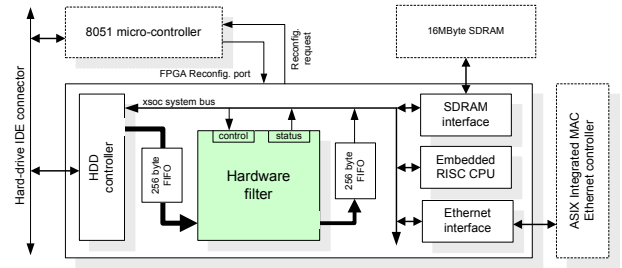 8051 micro-controller
16MByte SDRAM
Reconfig.
request
FPGA Reconfig. port
Hard-drive IDE connector
xsoc system bus
HDD
controller
256 byte
FIFO
control
status
Hardware
filter
256 byte
FIFO
SDRAM
interface
Embedded
RISC CPU
Ethernet
interface
ASIX Integrated MAC
Ethernet controller